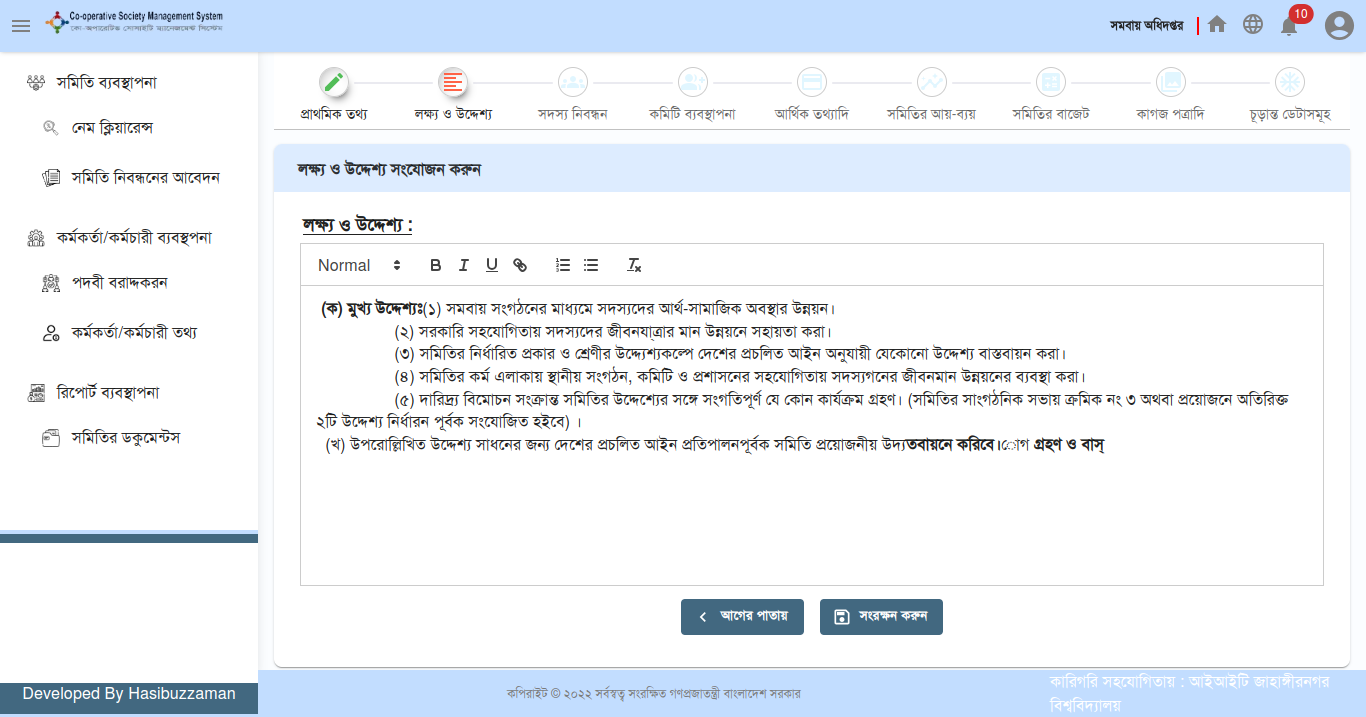 Co-operative Society Management System
কো-অপারেটিভ সোসাইটি ম্যানেজমেন্ট সিস্টেম
সমবায় অধিদপ্তর
10
সমিতি ব্যবস্থাপনা
নেম ক্লিয়ারেন্স
সমিতি নিবন্ধনের আবেদন
কর্মকর্তা/কর্মচারী ব্যবস্থপনা
পদবী বরাদ্দকরন
কর্মকর্তা/কর্মচারী তথ্য
রিপোর্ট ব্যবস্থাপনা
সমিতির ডকুমেন্টস
Developed By Hasibuzzaman
প্রাথমিক তথ্য
লক্ষ্য ও উদ্দেশ্য
সদস্য নিবন্ধন
কমিটি ব্যবস্থাপনা
আর্থিক তথ্যাদি
সমিতির আয়-ব্যয়
সমিতির বাজেট
কাগজ পত্রাদি
চূড়ান্ত ডেটাসমূহ
লক্ষ্য ও উদ্দেশ্য সংযোজন করুন
লক্ষ্য ও উদ্দেশ্য :
Normal
(ক) মুখ্য উদ্দেশ্যঃ(১) সমবায় সংগঠনের মাধ্যমে সদস্যদের আর্থ-সামাজিক অবস্থার উন্নয়ন।
(২) সরকারি সহযোগিতায় সদস্যদের জীবনযাত্রার মান উন্নয়নে সহায়তা করা।
(৩) সমিতির নির্ধারিত প্রকার ও শ্রেণীর উদ্দ্যেশ্যকল্পে দেশের প্রচলিত আইন অনুযায়ী যেকোনো উদ্দেশ্য বাস্তবায়ন করা।
(৪) সমিতির কর্ম এলাকায় স্থানীয় সংগঠন, কমিটি ও প্রশাসনের সহযোগিতায় সদস্যগনের জীবনমান উন্নয়নের ব্যবস্থা করা।
(৫) দারিদ্র্য বিমোচন সংক্রান্ত সমিতির উদ্দেশ্যের সঙ্গে সংগতিপূর্ণ যে কোন কার্যক্রম গ্রহণ। (সমিতির সাংগঠনিক সভায় ক্রমিক নং ৩ অথবা প্রয়োজনে অতিরিক্ত
২টি উদ্দেশ্য নির্ধারন পূর্বক সংযোজিত হইবে) ।
(খ) উপরোল্লিখিত উদ্দেশ্য সাধনের জন্য দেশের প্রচলিত আইন প্রতিপালনপূর্বক সমিতি প্রয়োজনীয় উদ্যতবায়নে করিবে।োগ গ্রহণ ও বাস্
আগের পাতায়
সংরক্ষন করুন
কপিরাইট © ২০২২ সর্বস্বত্ব সংরক্ষিত গণপ্রজাতন্ত্রী বাংলাদেশ সরকার
কারিগরি সহযোগিতায় : আইআইটি জাহাঙ্গীরনগর
বিশ্ববিদ্যালয়